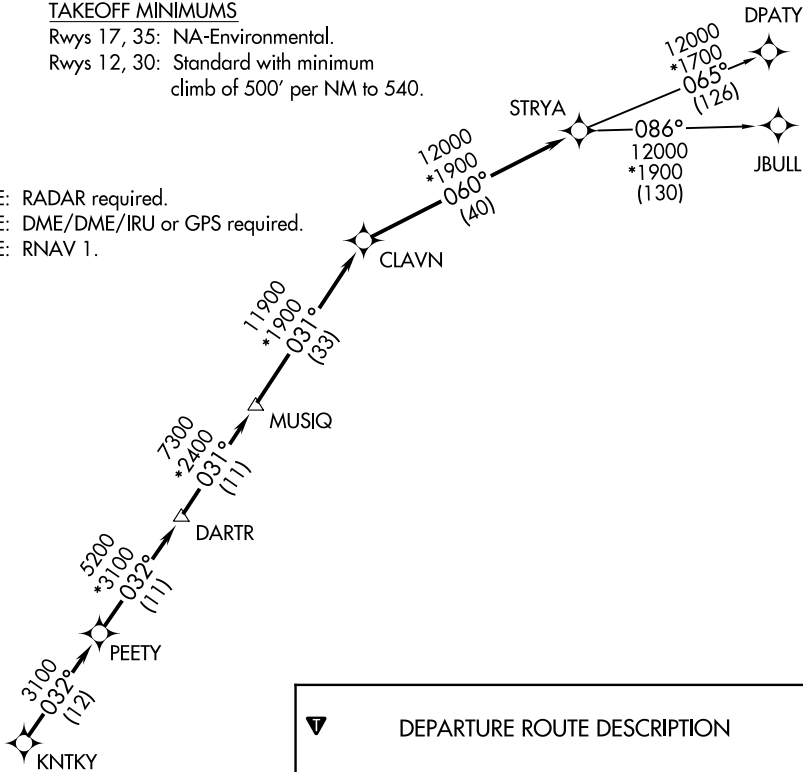 TAKEOFF MINIMUMS
Rwys 17, 35: NA-Environmental.
Rwys 12, 30: Standard with minimum
climb of 500' per NM to 540.
E: RADAR required.
E: DME/DME/IRU or GPS required.
E: RNAV 1.
DPATY
12000
*1700
065°
(126)
STRYA
086°
12000
*1900
(130)
JBULL
12000
*1900
060°
(40)
CLAVN
11900
*1900
031°
(33)
MUSIQ
7300
*2400
031°
(11)
DARTR
5200
*3100
032°
(11)
PEETY
3100
032°
(12)
KNTKY
T
DEPARTURE ROUTE DESCRIPTION